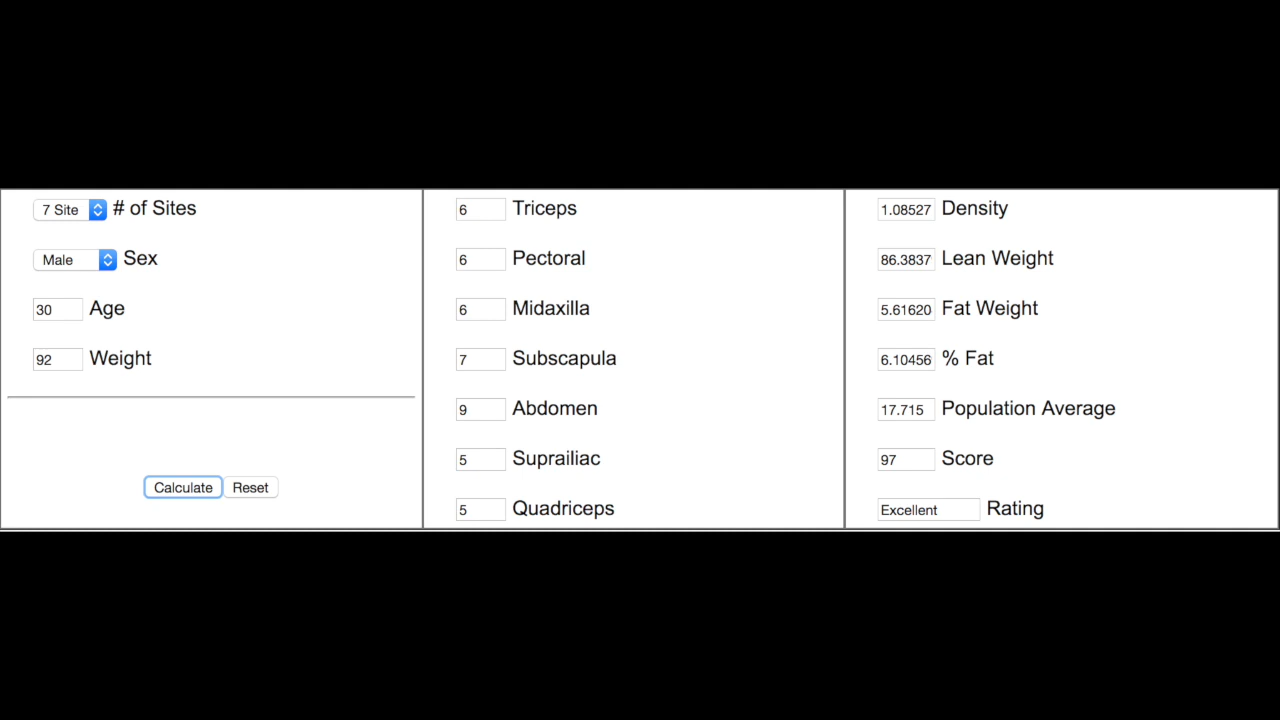 7 Site # of Sites
Male Sex
30 Age
92 Weight
Calculate Reset
6 Triceps
6 Pectoral
6 Midaxilla
7 Subscapula
9 Abdomen
5 Suprailiac
5 Quadriceps
1.08527 Density
86.3837 Lean Weight
5.61620 Fat Weight
6.10456 % Fat
17.715 Population Average
97 Score
Excellent Rating